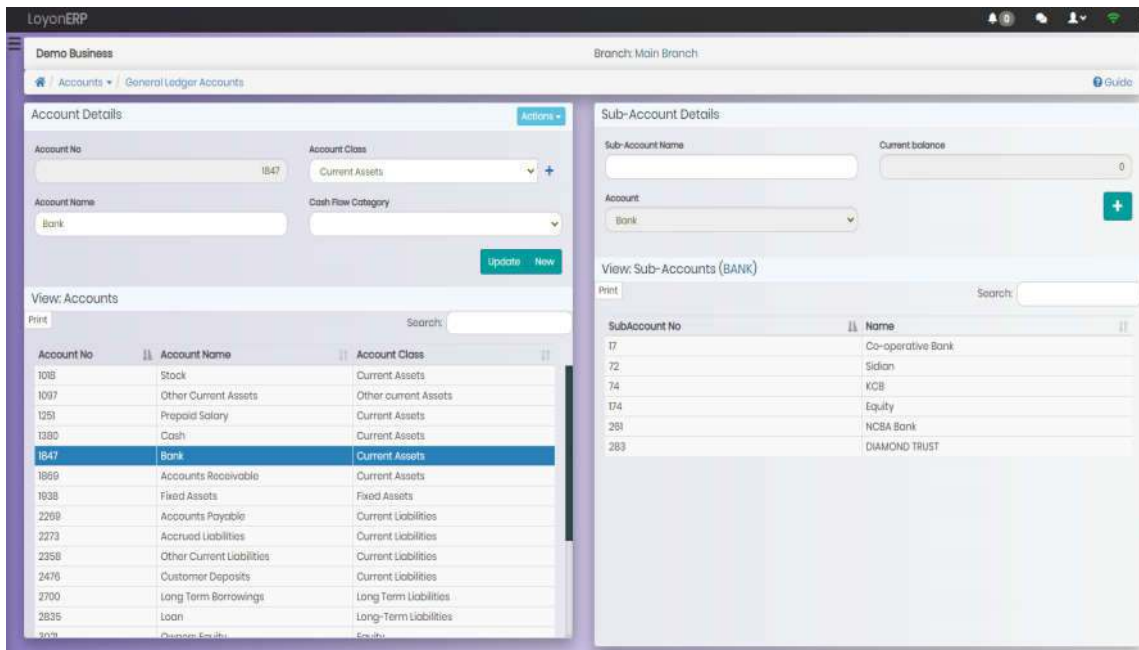 LoyonERP
0
Demo Business
Branch: Main Branch
/ Accounts / General Ledger Accounts
Guide
Account Details
Actions
Account No
Account Class
1847
Current Assets
+
Account Name
Cash Flow Category
Bank
Update New
View: Accounts
Print
Search:
Account No Account Name Account Class
1018 Stock Current Assets
1097 Other Current Assets Other current Assets
1251 Prepaid Salary Current Assets
1380 Cash Current Assets
1847 Bank Current Assets
1869 Accounts Receivable Current Assets
1938 Fixed Assets Fixed Assets
2269 Accounts Payable Current Liabilities
2273 Accrued Liabilities Current Liabilities
2358 Other Current Liabilities Current Liabilities
2476 Customer Deposits Current Liabilities
2700 Long Term Borrowings Long Term Liabilities
2835 Loan Long-Term Liabilities
Owners Equity Equity
Sub-Account Details
Sub-Account Name
Current balance
0
Account
Bank
+
View: Sub-Accounts (BANK)
Print
Search:
SubAccount No Name
17 Co-operative Bank
72 Sidian
74 KCB
174 Equity
261 NCBA Bank
283 DIAMOND TRUST